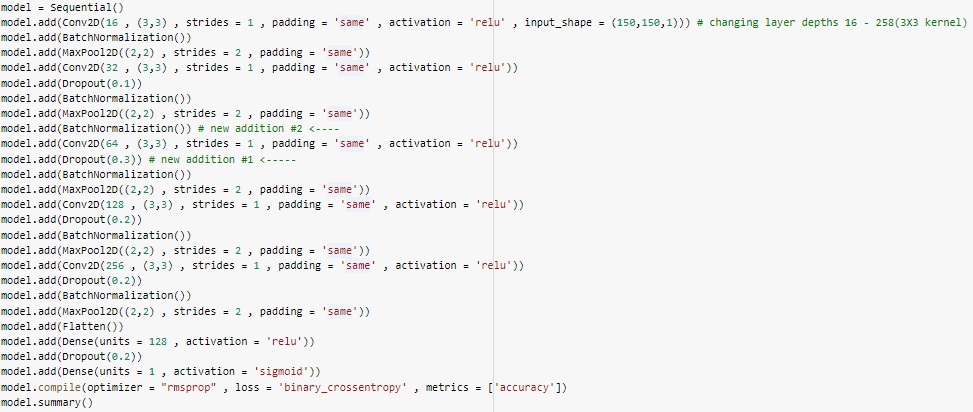 model = Sequential()
model.add(Conv2D(16 , (3,3) , strides = 1 , padding = 'same' , activation = 'relu' , input_shape = (150,150,1))) # changing layer depths 16 - 258(3X3 kernel)
model.add(BatchNormalization())
model.add(MaxPool2D((2,2) , strides = 2 , padding = 'same'))
model.add(Conv2D(32 , (3,3) , strides = 1 , padding = 'same' , activation = 'relu'))
model.add(Dropout(0.1))
model.add(BatchNormalization())
model.add(MaxPool2D((2,2) , strides = 2 , padding = 'same'))
model.add(BatchNormalization()) # new addition #2 <----
model.add(Conv2D(64 , (3,3) , strides = 1 , padding = 'same' , activation = 'relu'))
model.add(Dropout(0.3)) # new addition #1 <-----
model.add(BatchNormalization())
model.add(MaxPool2D((2,2) , strides = 2 , padding = 'same'))
model.add(Conv2D(128 , (3,3) , strides = 1 , padding = 'same' , activation = 'relu'))
model.add(Dropout(0.2))
model.add(BatchNormalization())
model.add(MaxPool2D((2,2) , strides = 2 , padding = 'same'))
model.add(Conv2D(256 , (3,3) , strides = 1 , padding = 'same' , activation = 'relu'))
model.add(Dropout(0.2))
model.add(BatchNormalization())
model.add(MaxPool2D((2,2) , strides = 2 , padding = 'same'))
model.add(Flatten())
model.add(Dense(units = 128 , activation = 'relu'))
model.add(Dropout(0.2))
model.add(Dense(units = 1 , activation = 'sigmoid'))
model.compile(optimizer = "rmsprop" , loss = 'binary_crossentropy' , metrics = ['accuracy'])
model.summary()